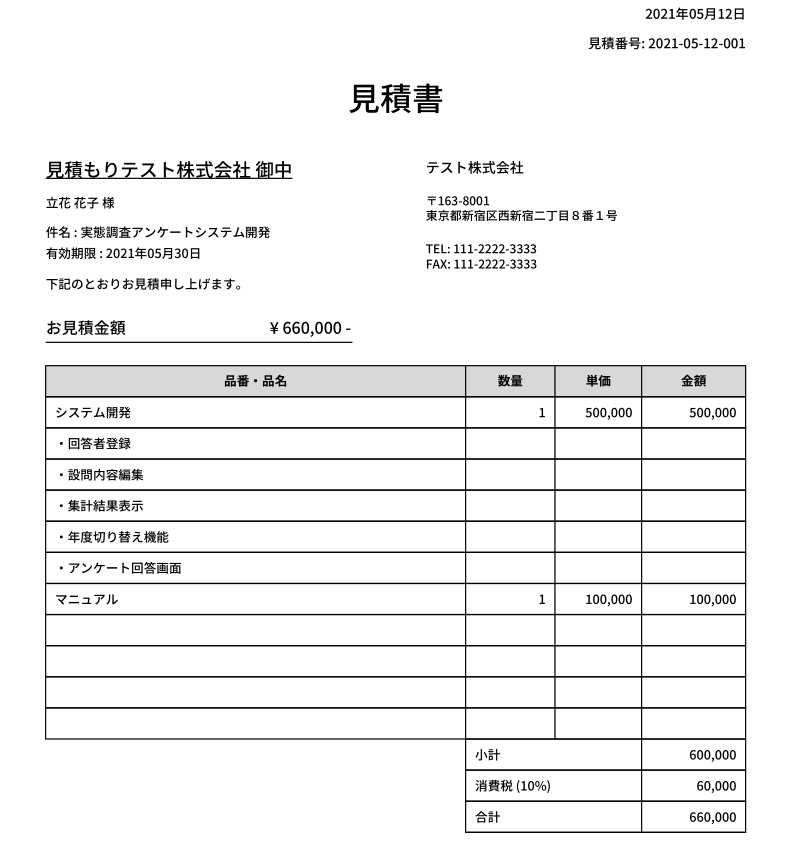 2021年05月12日
見積番号: 2021-05-12-001
見積書
見積もりテスト株式会社 御中
立花 花子 様
件名 : 実態調査アンケートシステム開発
有効期限 : 2021年05月30日
下記のとおりお見積申し上げます。
テスト株式会社
〒163-8001
東京都新宿区西新宿二丁目８番１号
TEL: 111-2222-3333
FAX: 111-2222-3333
お見積金額 ¥ 660,000 -
品番・品名 数量 単価 金額
システム開発 1 500,000 500,000
・回答者登録
・設問内容編集
・集計結果表示
・年度切り替え機能
・アンケート回答画面
マニュアル 1 100,000 100,000
小計 600,000
消費税 (10%) 60,000
合計 660,000